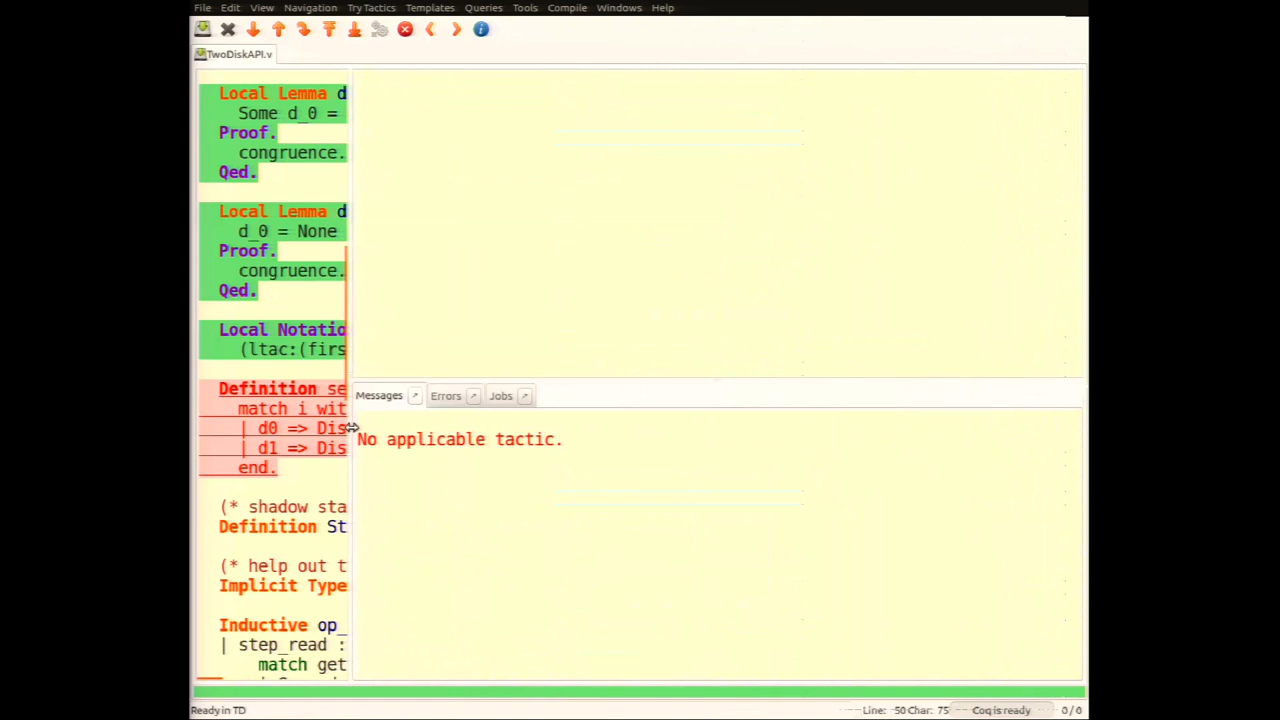 File Edit View Navigation Try Tactics Templates Queries Tools Compile Windows Help
TwoDiskAPI.v
Local Lemma d
Some d_0 =
Proof.
congruence.
Qed.
Local Lemma d
d_0 = None
Proof.
congruence.
Qed.
Local Notatio
(ltac:(firs
Definition se
match i wit
| d0 => Dis
| d1 => Dis
end.
(* shadow sta
Definition St
(* help out t
Implicit Type
Inductive op_
| step_read :
match get
Messages Errors Jobs
No applicable tactic.
Ready in TD Line: 50 Char: 75 Coq is ready 0 / 0